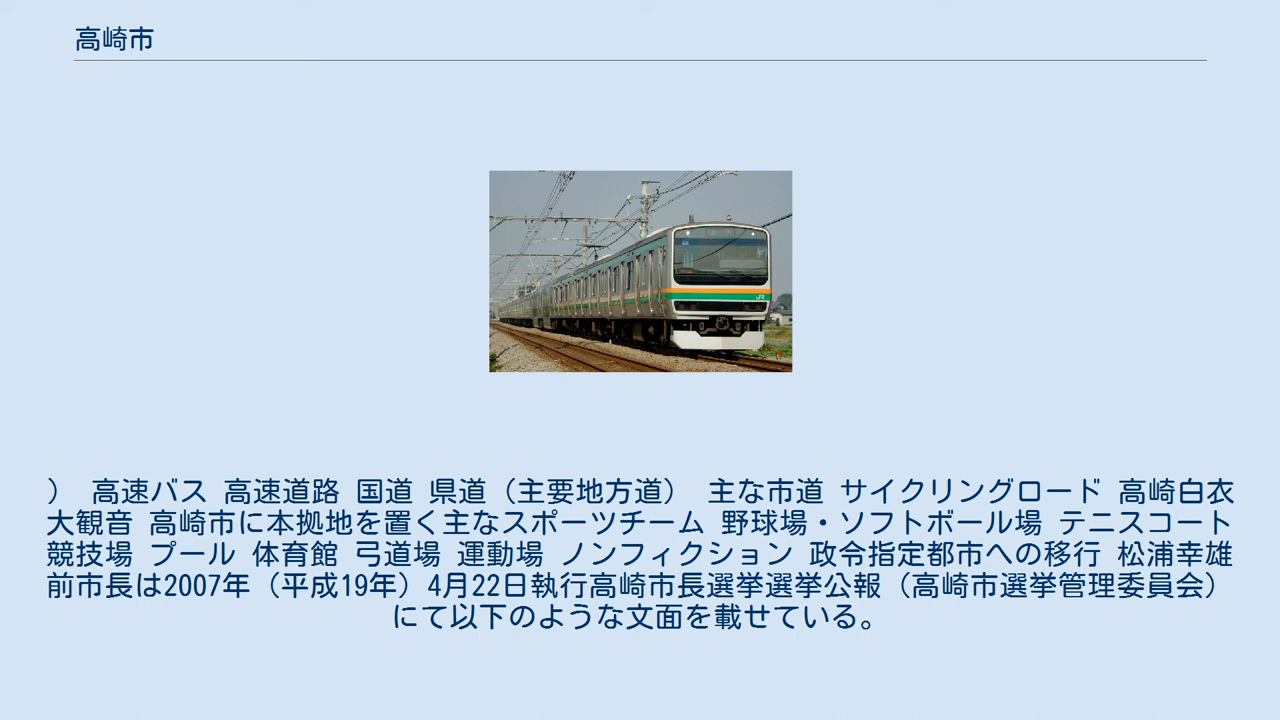 高崎市
JR
） 高速バス 高速道路 国道 県道（主要地方道） 主な市道 サイクリングロード 高崎白衣
大観音 高崎市に本拠地を置く主なスポーツチーム 野球場・ソフトボール場 テニスコート
競技場 プール 体育館 弓道場 運動場 ノンフィクション 政令指定都市への移行 松浦幸雄
前市長は2007年（平成19年）4月22日執行高崎市長選挙選挙公報（高崎市選挙管理委員会）
にて以下のような文面を載せている。